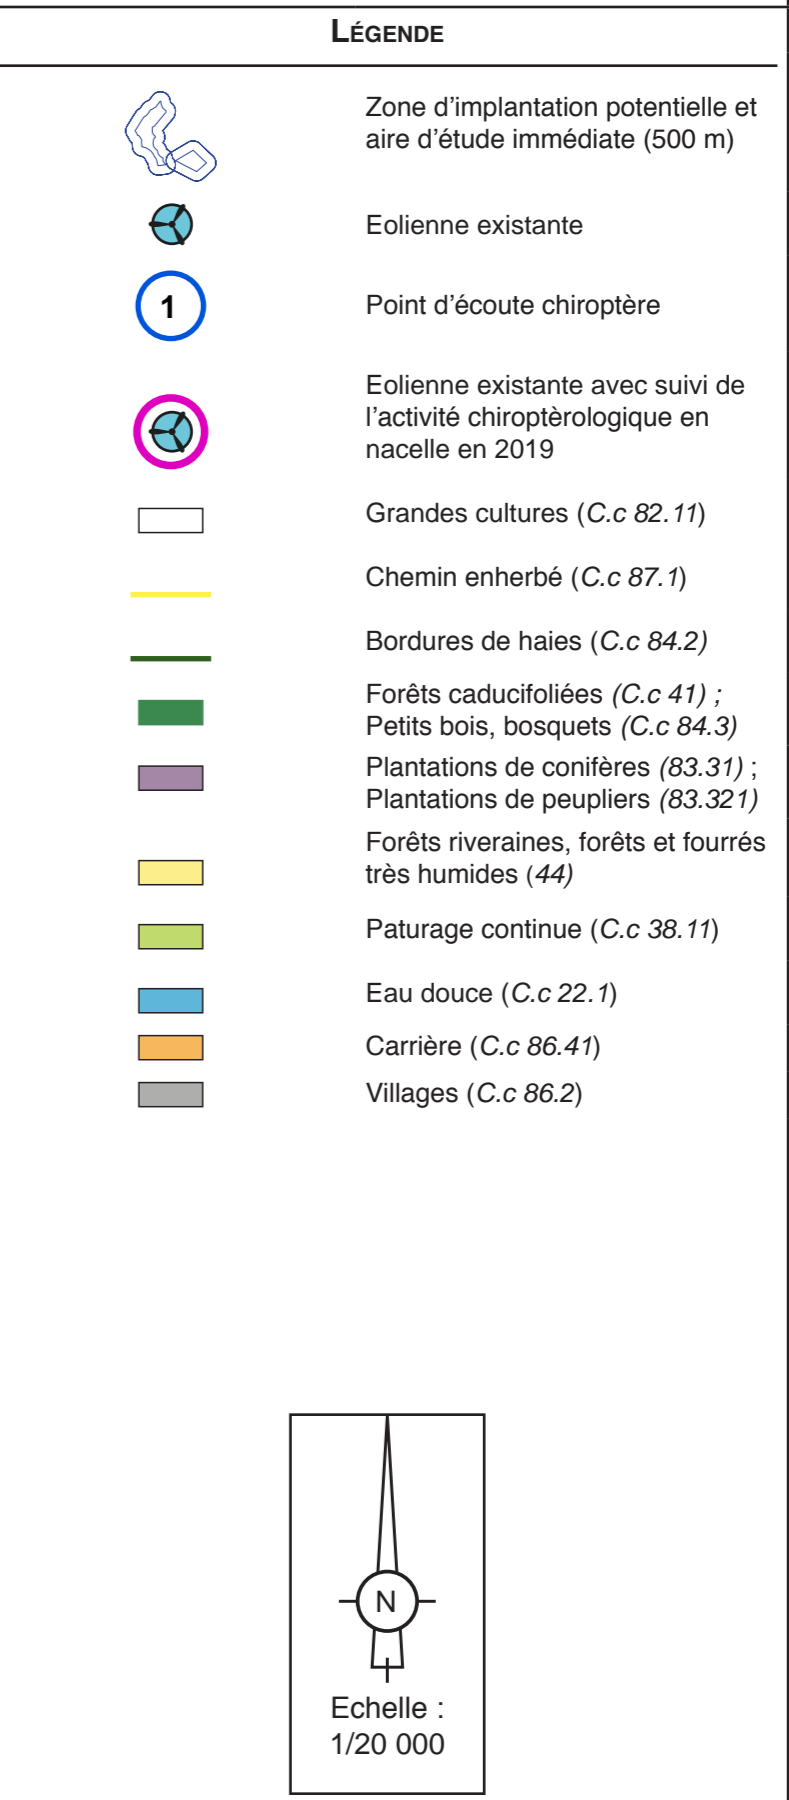 LÉGENDE
Zone d'implantation potentielle et
aire d'étude immédiate (500 m)
Eolienne existante
1
Point d'écoute chiroptère
Eolienne existante avec suivi de
l'activité chiroptèrologique en
nacelle en 2019
Grandes cultures (C.c 82.11)
Chemin enherbé (C.c 87.1)
Bordures de haies (C.c 84.2)
Forêts caducifoliées (C.c 41) ;
Petits bois, bosquets (C.c 84.3)
Plantations de conifères (83.31) ;
Plantations de peupliers (83.321)
Forêts riveraines, forêts et fourrés
très humides (44)
Paturage continue (C.c 38.11)
Eau douce (C.c 22.1)
Carrière (C.c 86.41)
Villages (C.c 86.2)
N
Echelle :
1/20 000